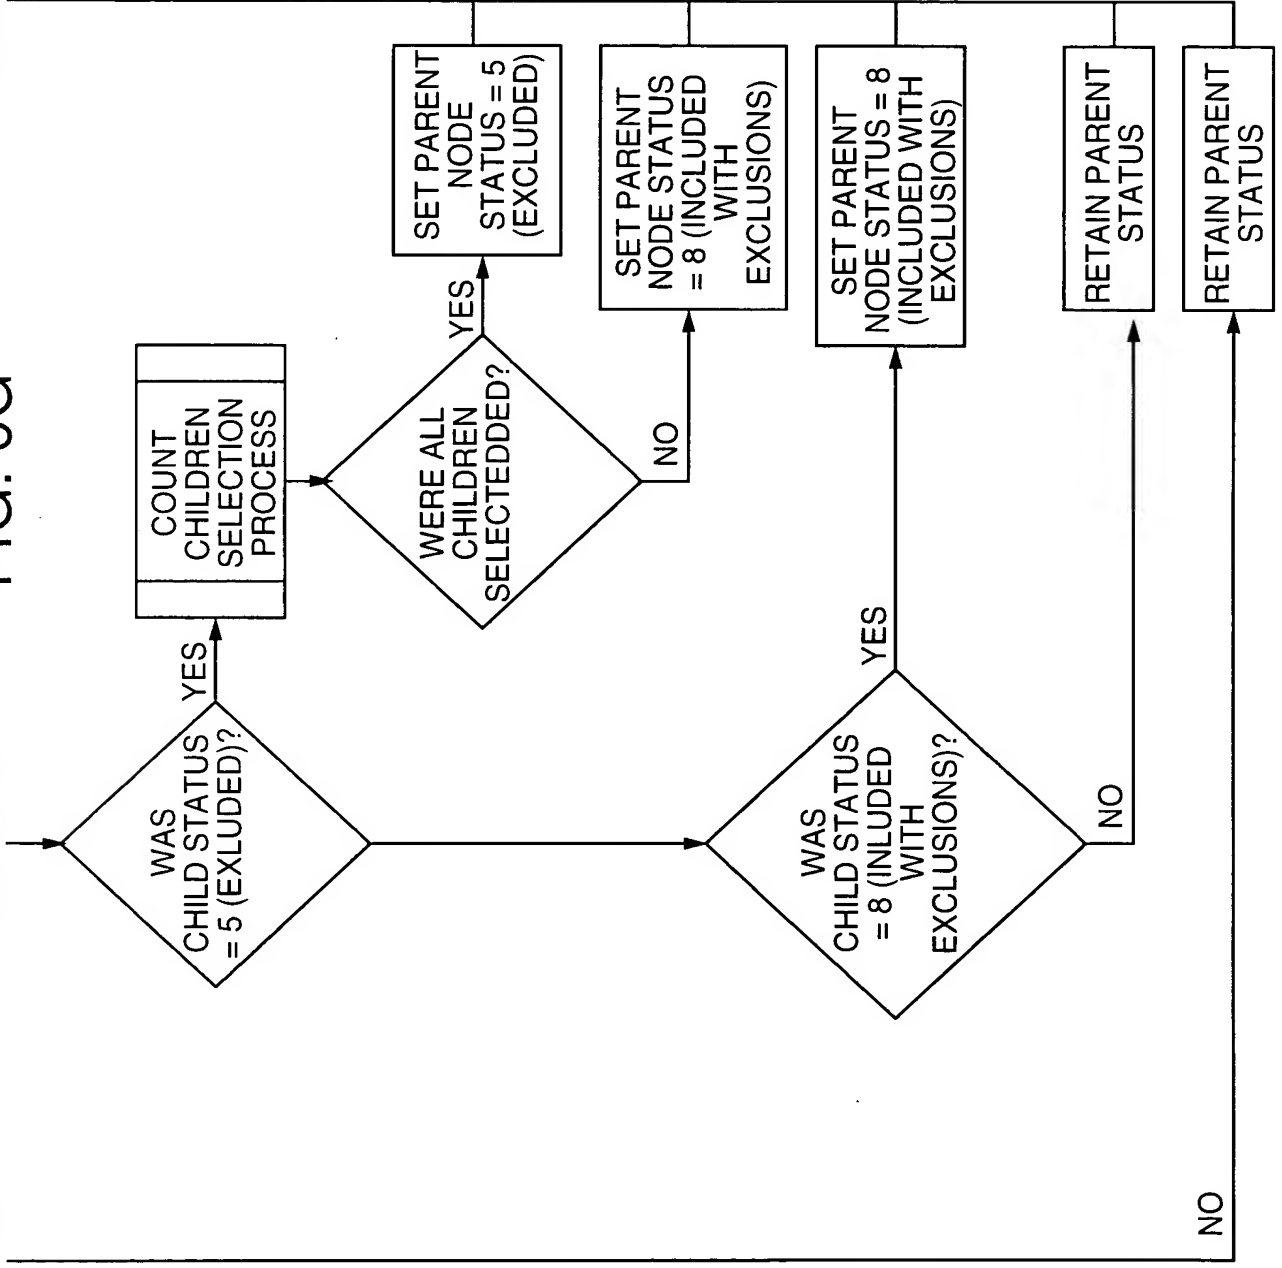 WAS
CHILD STATUS
= 5 (EXLUDED)?
YES
COUNT
CHILDREN
SELECTION
PROCESS
WERE ALL
CHILDREN
SELECTEDDED?
YES
SET PARENT
NODE
STATUS = 5
(EXCLUDED)
NO
SET PARENT
NODE STATUS
= 8 (INCLUDED
WITH
EXCLUSIONS)
WAS
CHILD STATUS
= 8 (INLUDED
WITH
EXCLUSIONS)?
YES
SET PARENT
NODE STATUS = 8
(INCLUDED WITH
EXCLUSIONS)
NO
RETAIN PARENT
STATUS
NO
RETAIN PARENT
STATUS